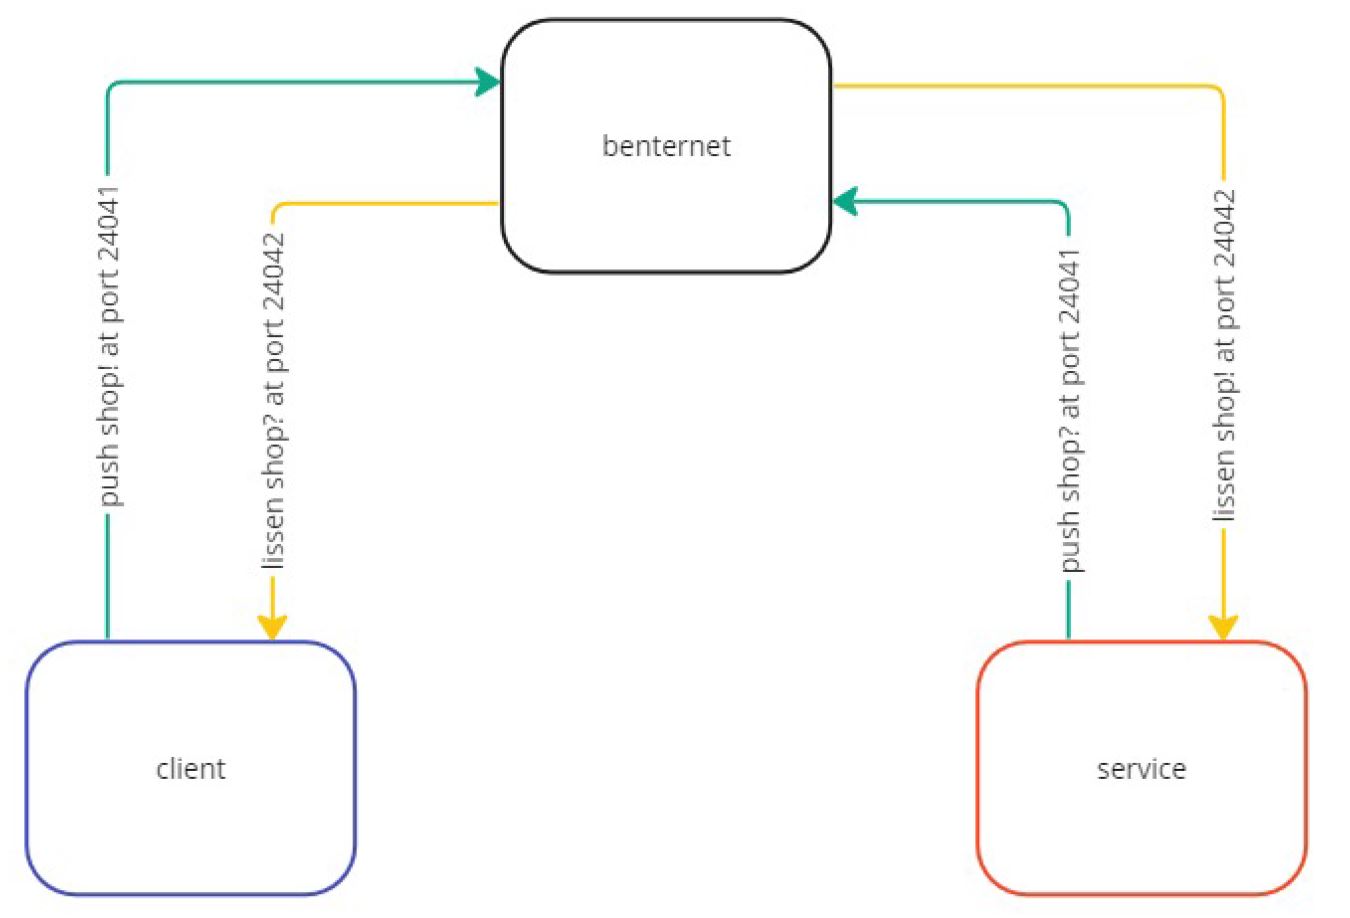 benternet
push shop! at port 24041
lissen shop? at port 24042
push shop? at port 24041
lissen shop! at port 24042
client
service